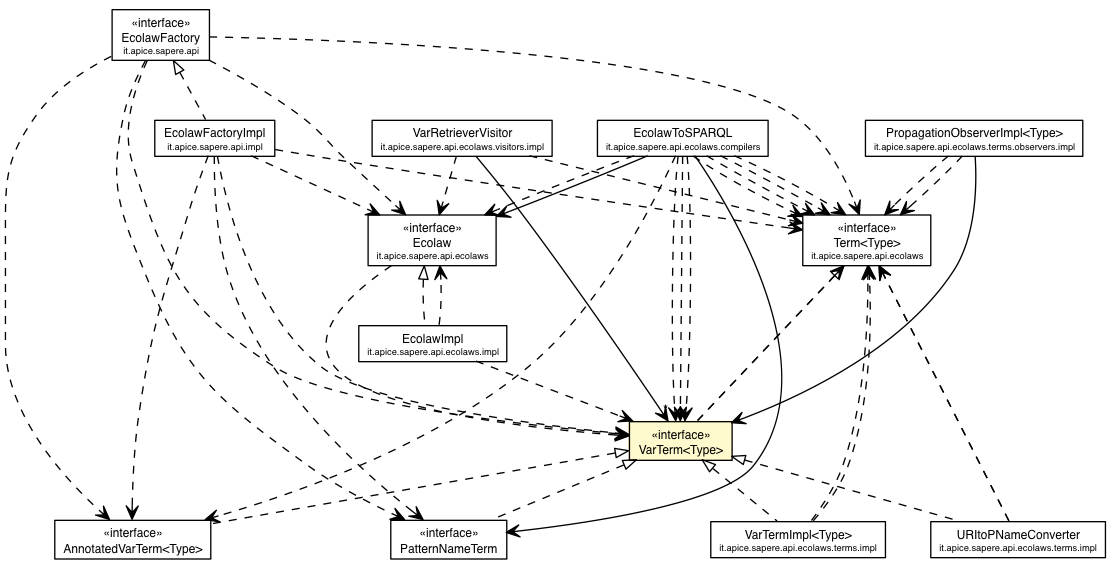 «interface»
EcolawFactory
it.apice.sapere.api
EcolawFactoryImpl
it.apice.sapere.api.impl
VarRetrieverVisitor
it.apice.sapere.api.ecolaws.visitors.impl
EcolawToSPARQL
it.apice.sapere.api.ecolaws.compilers
PropagationObserverImpl<Type>
it.apice.sapere.api.ecolaws.terms.observers.impl
«interface»
Ecolaw
it.apice.sapere.api.ecolaws
«interface»
Term<Type>
it.apice.sapere.api.ecolaws
EcolawImpl
it.apice.sapere.api.ecolaws.impl
«interface»
VarTerm<Type>
«interface»
AnnotatedVarTerm<Type>
«interface»
PatternNameTerm
VarTermImpl<Type>
it.apice.sapere.api.ecolaws.terms.impl
URItoPNameConverter
it.apice.sapere.api.ecolaws.terms.impl